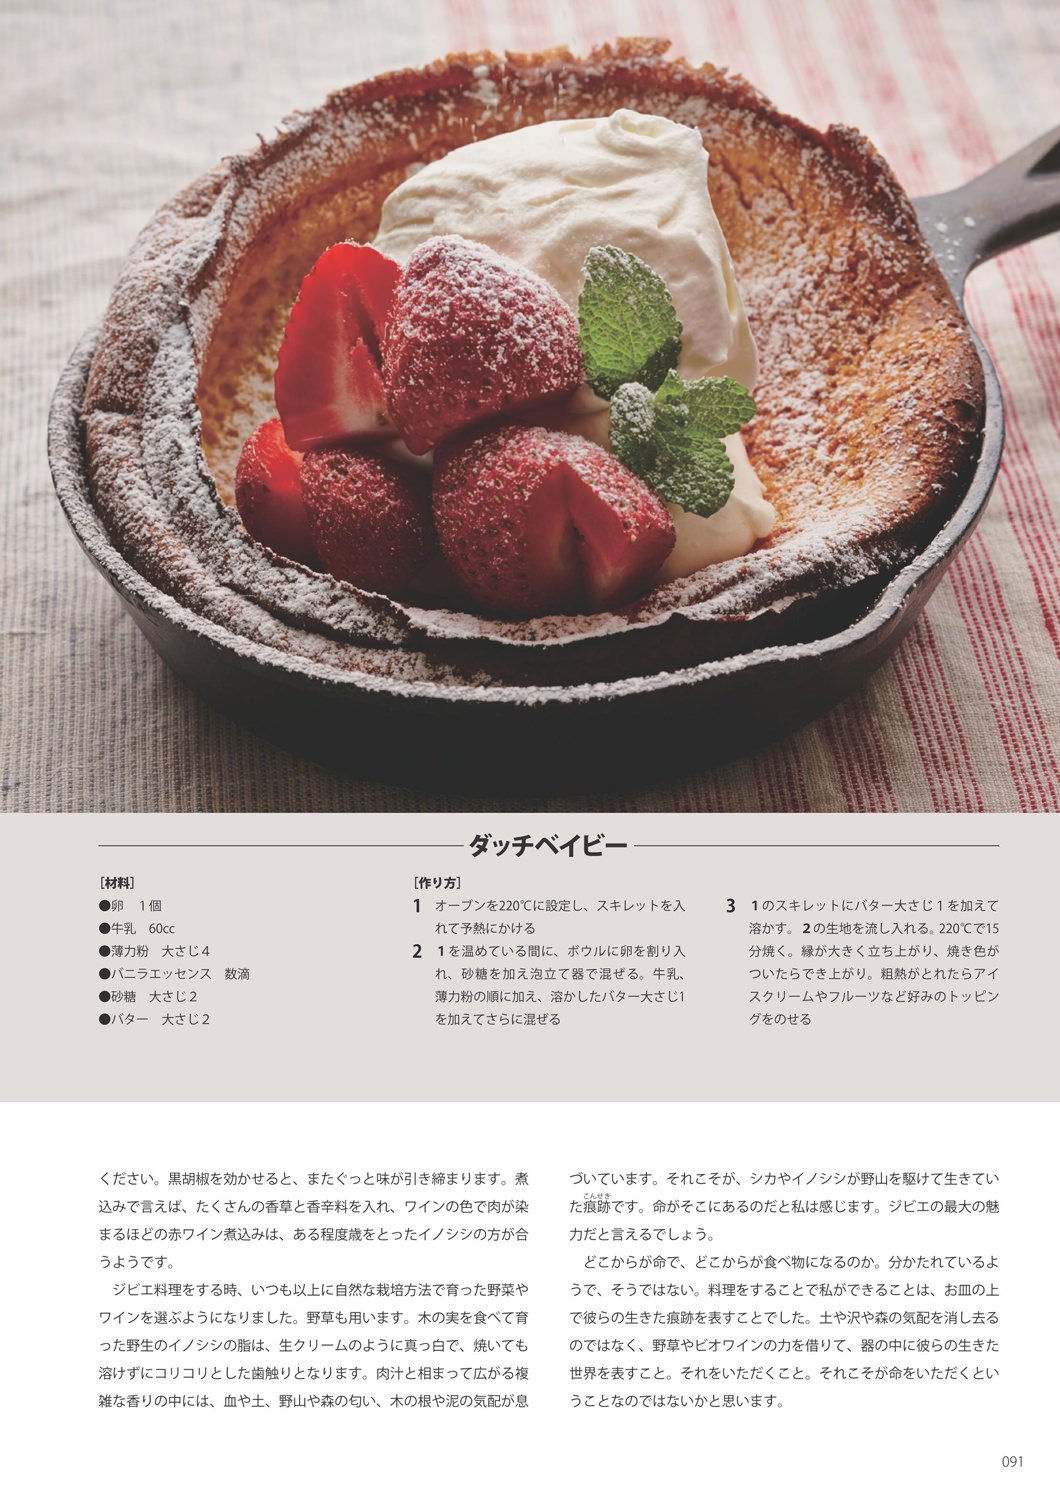 ダッチベイビー
［材料］
●卵　１個
●牛乳　60cc
●薄力粉　大さじ４
●バニラエッセンス　数滴
●砂糖　大さじ２
●バター　大さじ２
［作り方］
1　オーブンを220℃に設定し、スキレットを入
れて予熱にかける
2　1を温めている間に、ボウルに卵を割り入
れ、砂糖を加え泡立て器で混ぜる。牛乳、
薄力粉の順に加え、溶かしたバター大さじ1
を加えてさらに混ぜる
3　1のスキレットにバター大さじ１を加えて
溶かす。2の生地を流し入れる。220℃で15
分焼く。縁が大きく立ち上がり、焼き色が
ついたらでき上がり。粗熱がとれたらアイ
スクリームやフルーツなど好みのトッピン
グをのせる
ください。黒胡椒を効かせると、またぐっと味が引き締まります。煮
込みで言えば、たくさんの香草と香辛料を入れ、ワインの色で肉が染
まるほどの赤ワイン煮込みは、ある程度歳をとったイノシシの方が合
うようです。
　ジビエ料理をする時、いつも以上に自然な栽培方法で育った野菜や
ワインを選ぶようになりました。野草も用います。木の実を食べて育
った野生のイノシシの脂は、生クリームのように真っ白で、焼いても
溶けずにコリコリとした歯触りとなります。肉汁と相まって広がる複
雑な香りの中には、血や土、野山や森の匂い、木の根や泥の気配が息
づいています。それこそが、シカやイノシシが野山を駆けて生きてい
こんせき
た痕跡です。命がそこにあるのだと私は感じます。ジビエの最大の魅
力だと言えるでしょう。
　どこからが命で、どこからが食べ物になるのか。分かたれているよ
うで、そうではない。料理をすることで私ができることは、お皿の上
で彼らの生きた痕跡を表すことでした。土や沢や森の気配を消し去る
のではなく、野草やビオワインの力を借りて、器の中に彼らの生きた
世界を表すこと。それをいただくこと。それこそが命をいただくとい
うことなのではないかと思います。
091